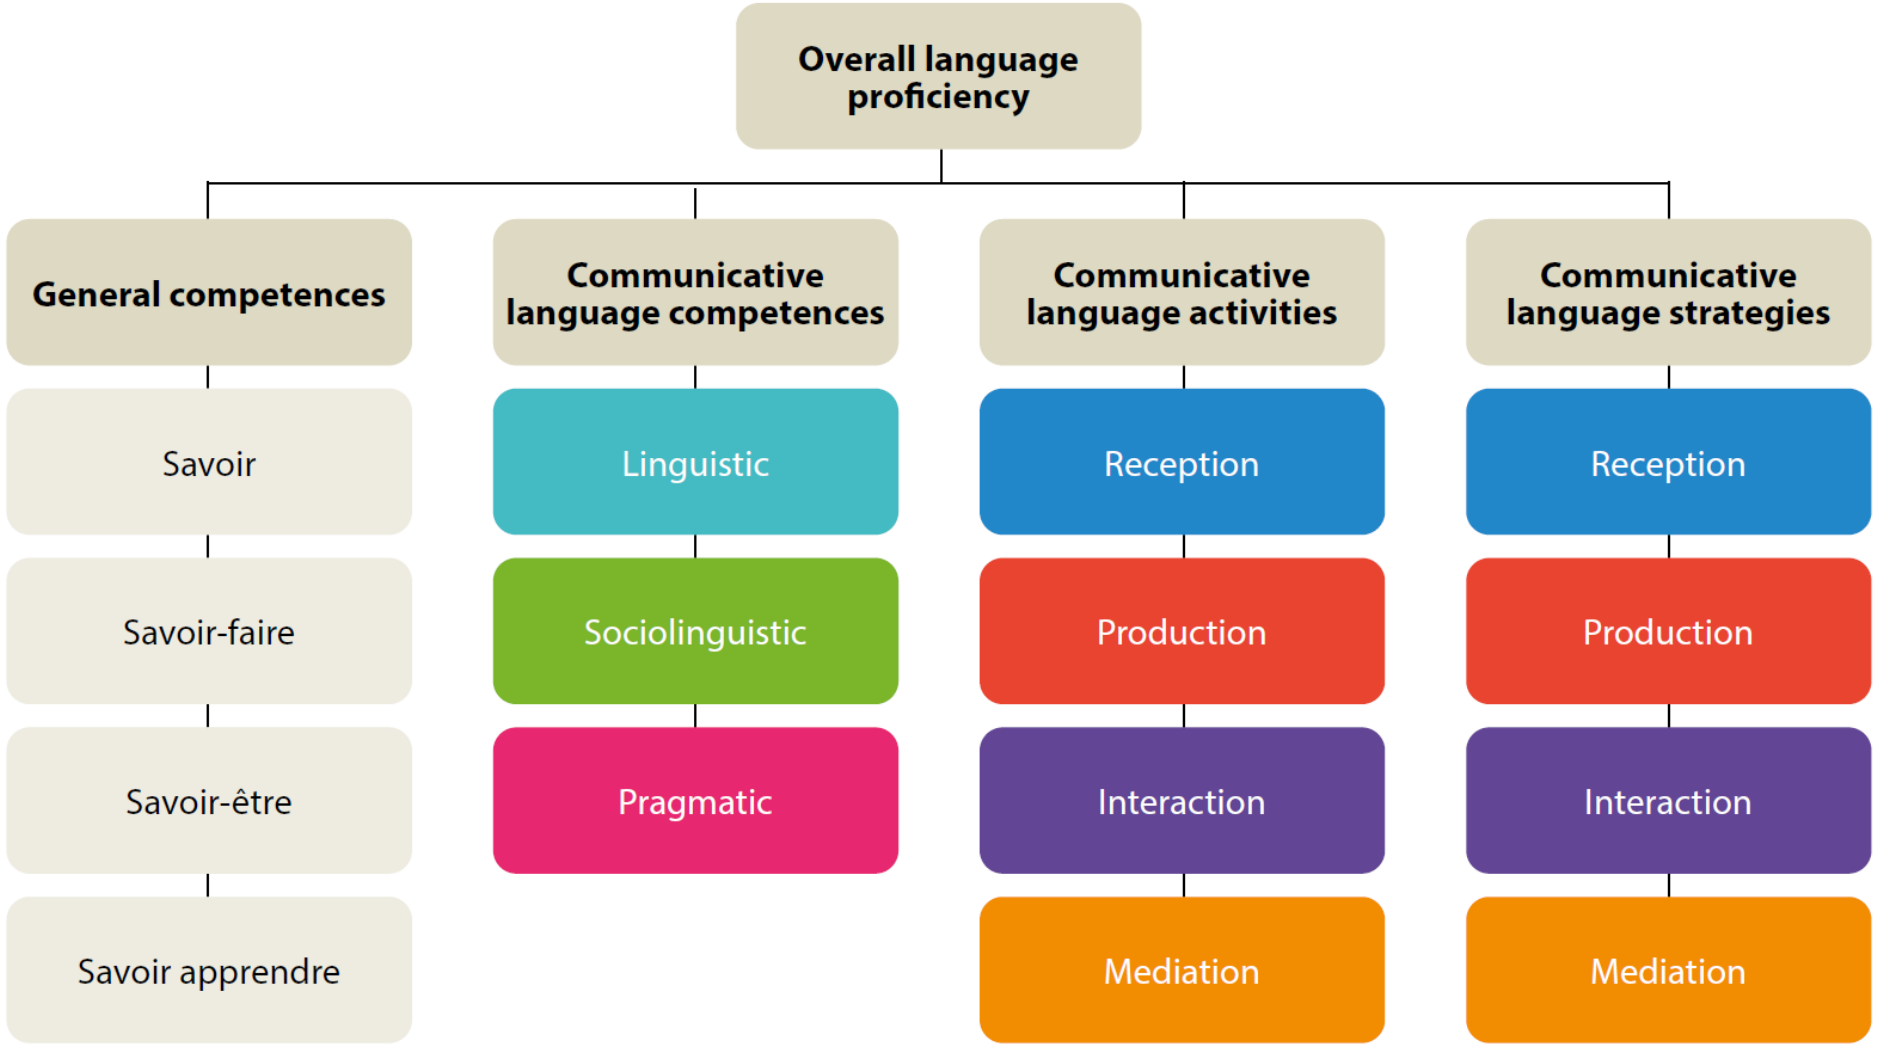 Overall language
proficiency
General competences
Communicative
language competences
Communicative
language activities
Communicative
language strategies
Savoir
Linguistic
Reception
Reception
Savoir-faire
Sociolinguistic
Production
Production
Savoir-être
Pragmatic
Interaction
Interaction
Savoir apprendre
Mediation
Mediation